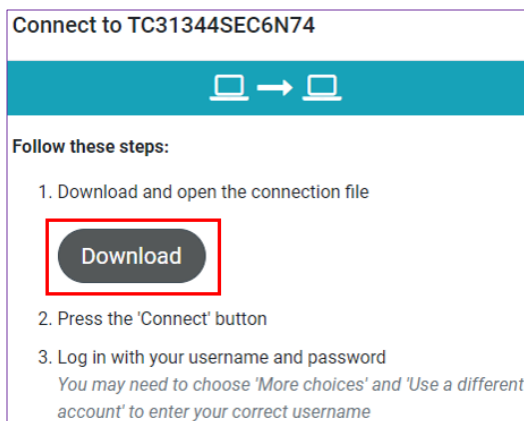 Connect to TC31344SEC6N74
Follow these steps:
1. Download and open the connection file
Download
2. Press the 'Connect' button
3. Log in with your username and password
You may need to choose 'More choices' and 'Use a different
account' to enter your correct username